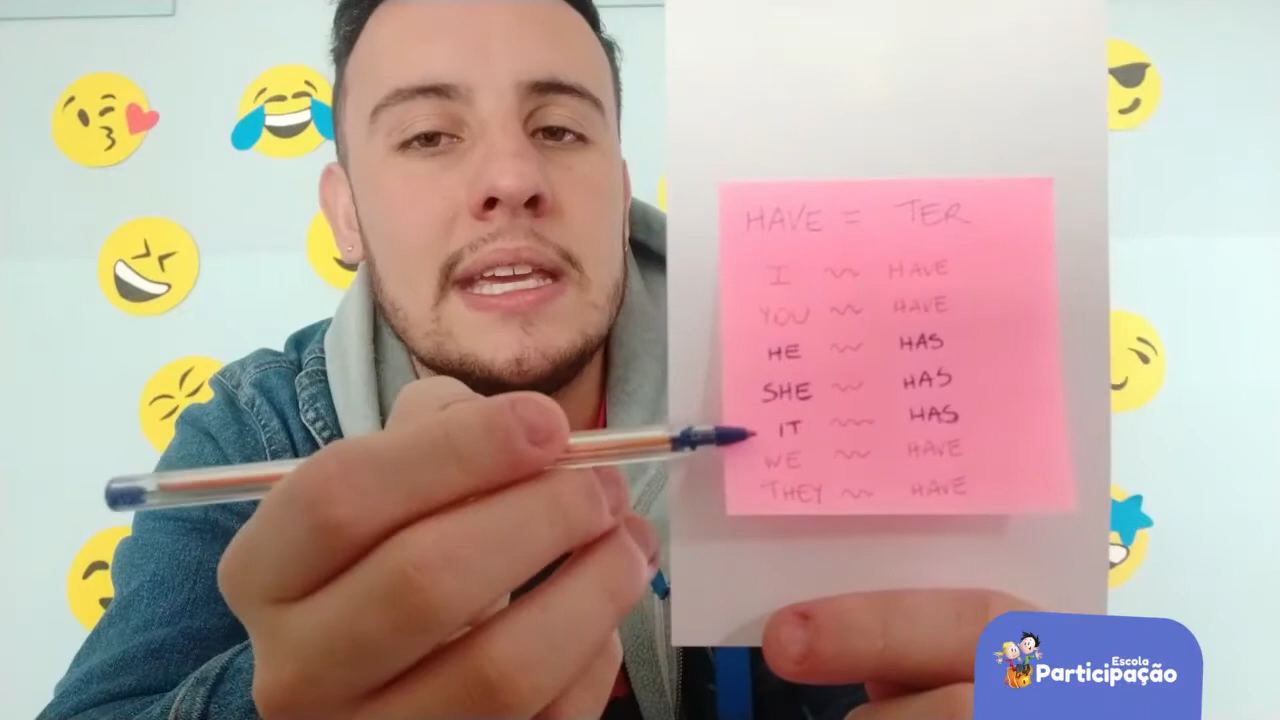 HAVE = TER
I ~ HAVE
YOU ~ HAVE
HE ~ HAS
SHE ~ HAS
IT ~ HAS
WE ~ HAVE
THEY ~ HAVE
Escola
Participação